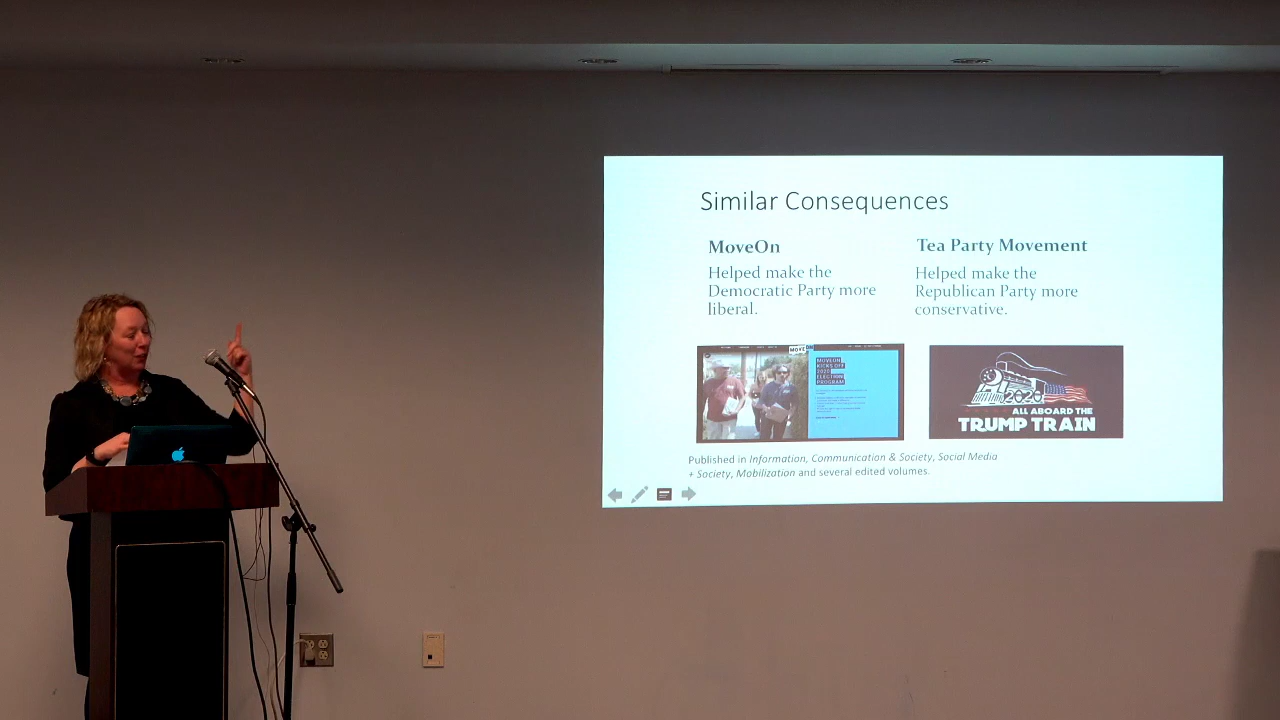 Similar Consequences
MoveOn
Helped make the
Democratic Party more
liberal.
Tea Party Movement
Helped make the
Republican Party more
conservative.
MOVEON
MOVEON
KICKS OFF
2020
ELECTION
PROGRAM
2020
ALL ABOARD THE
TRUMP TRAIN
Published in Information, Communication & Society, Social Media
+ Society, Mobilization and several edited volumes.